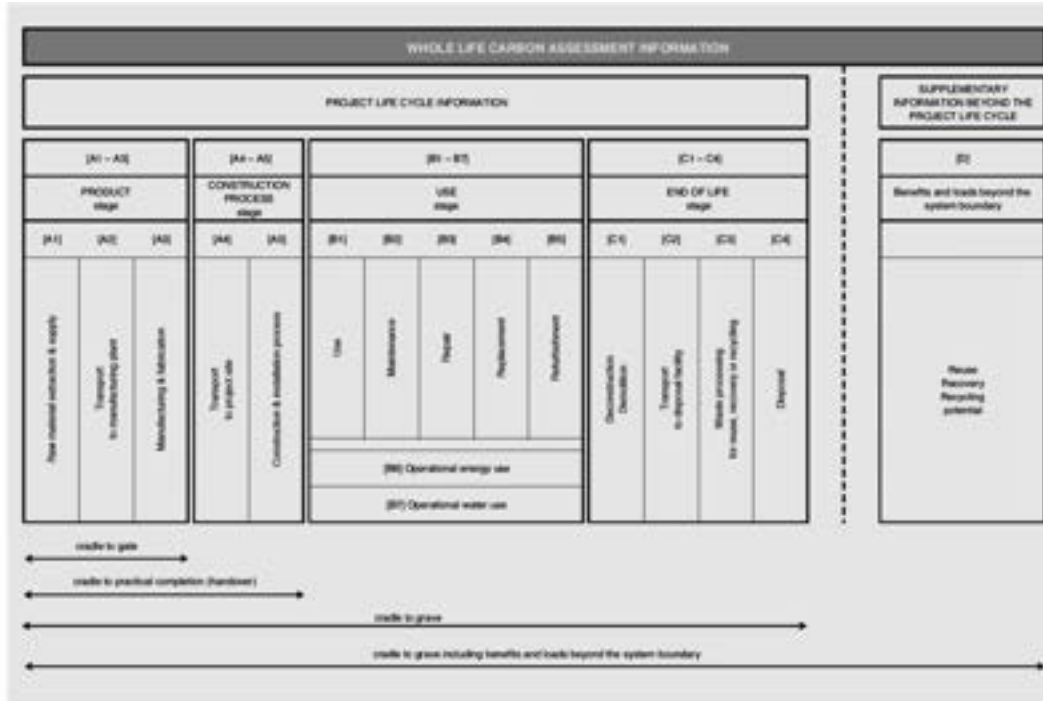 WHOLE LIFE CARBON ASSESSMENT INFORMATION
PROJECT LIFE CYCLE INFORMATION
SUPPLEMENTARY
INFORMATION BEYOND THE
PROJECT LIFE CYCLE
[A1 – A3]
[A4 – A5]
[B1 – B7]
[C1 – C4]
[D]
PRODUCT
stage
CONSTRUCTION
PROCESS
stage
USE
stage
END OF LIFE
stage
Benefits and loads beyond the
system boundary
[A1]
[A2]
[A3]
[A4]
[A5]
[B1]
[B2]
[B3]
[B4]
[B5]
[C1]
[C2]
[C3]
[C4]
Raw material extraction & supply
Transport
to manufacturing plant
Manufacturing & fabrication
Transport
to project site
Construction & installation process
Use
Maintenance
Repair
Replacement
Refurbishment
Deconstruction
Demolition
Transport
to disposal facility
Waste processing
for reuse, recovery or recycling
Disposal
Reuse
Recovery
Recycling
potential
[B6] Operational energy use
[B7] Operational water use
cradle to gate
cradle to practical completion (handover)
cradle to grave
cradle to grave including benefits and loads beyond the system boundary